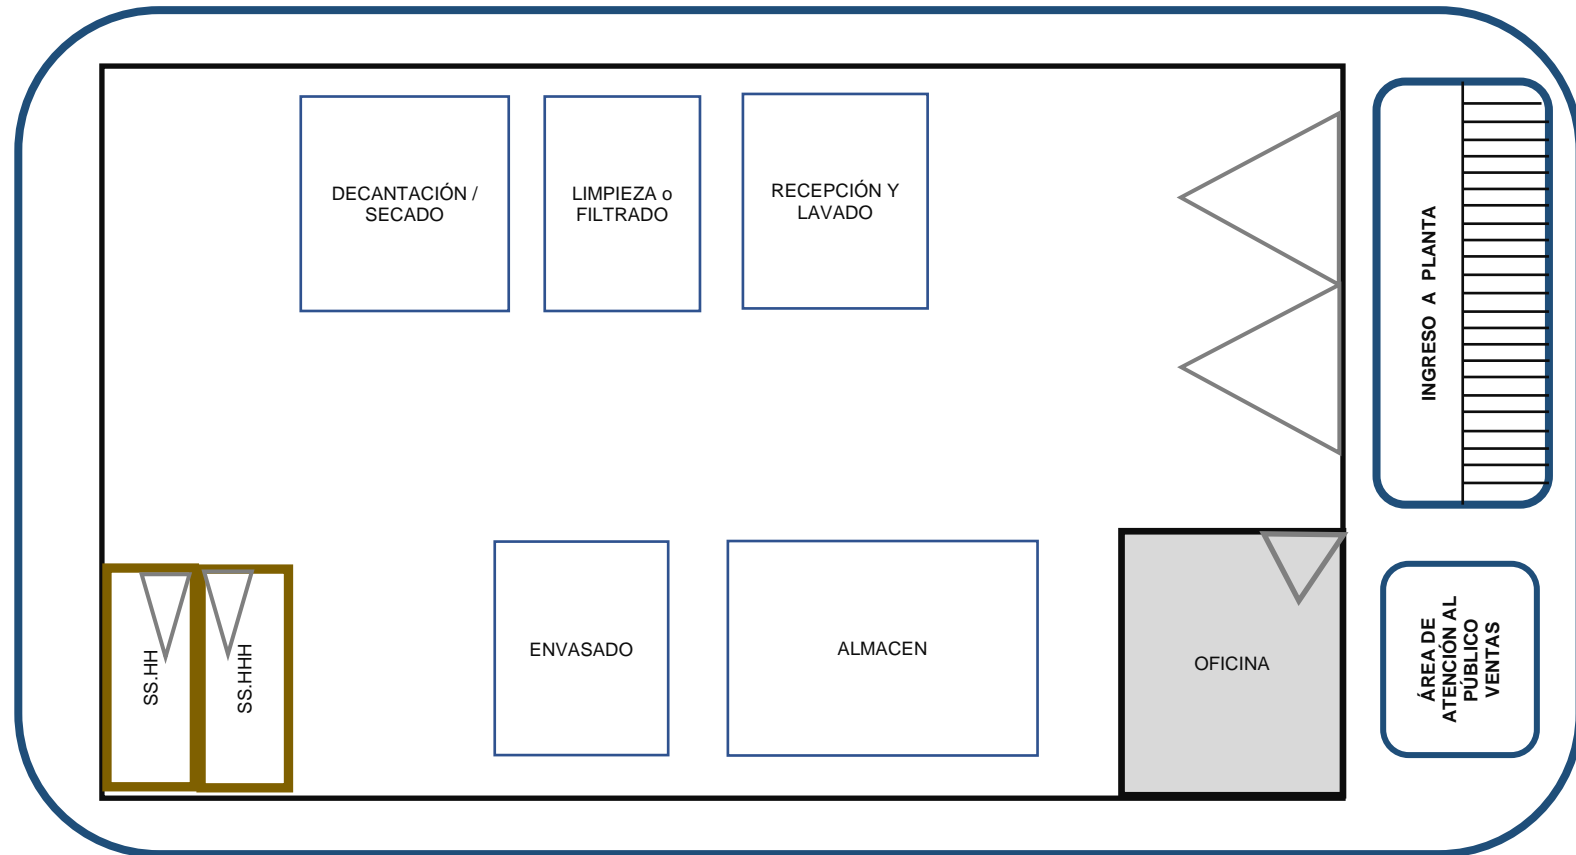 DECANTACIÓN /
SECADO
LIMPIEZA o
FILTRADO
RECEPCIÓN Y
LAVADO
INGRESO A PLANTA
SS.HH
SS.HHH
ENVASADO
ALMACEN
OFICINA
ÁREA DE
ATENCIÓN AL
PÚBLICO
VENTAS